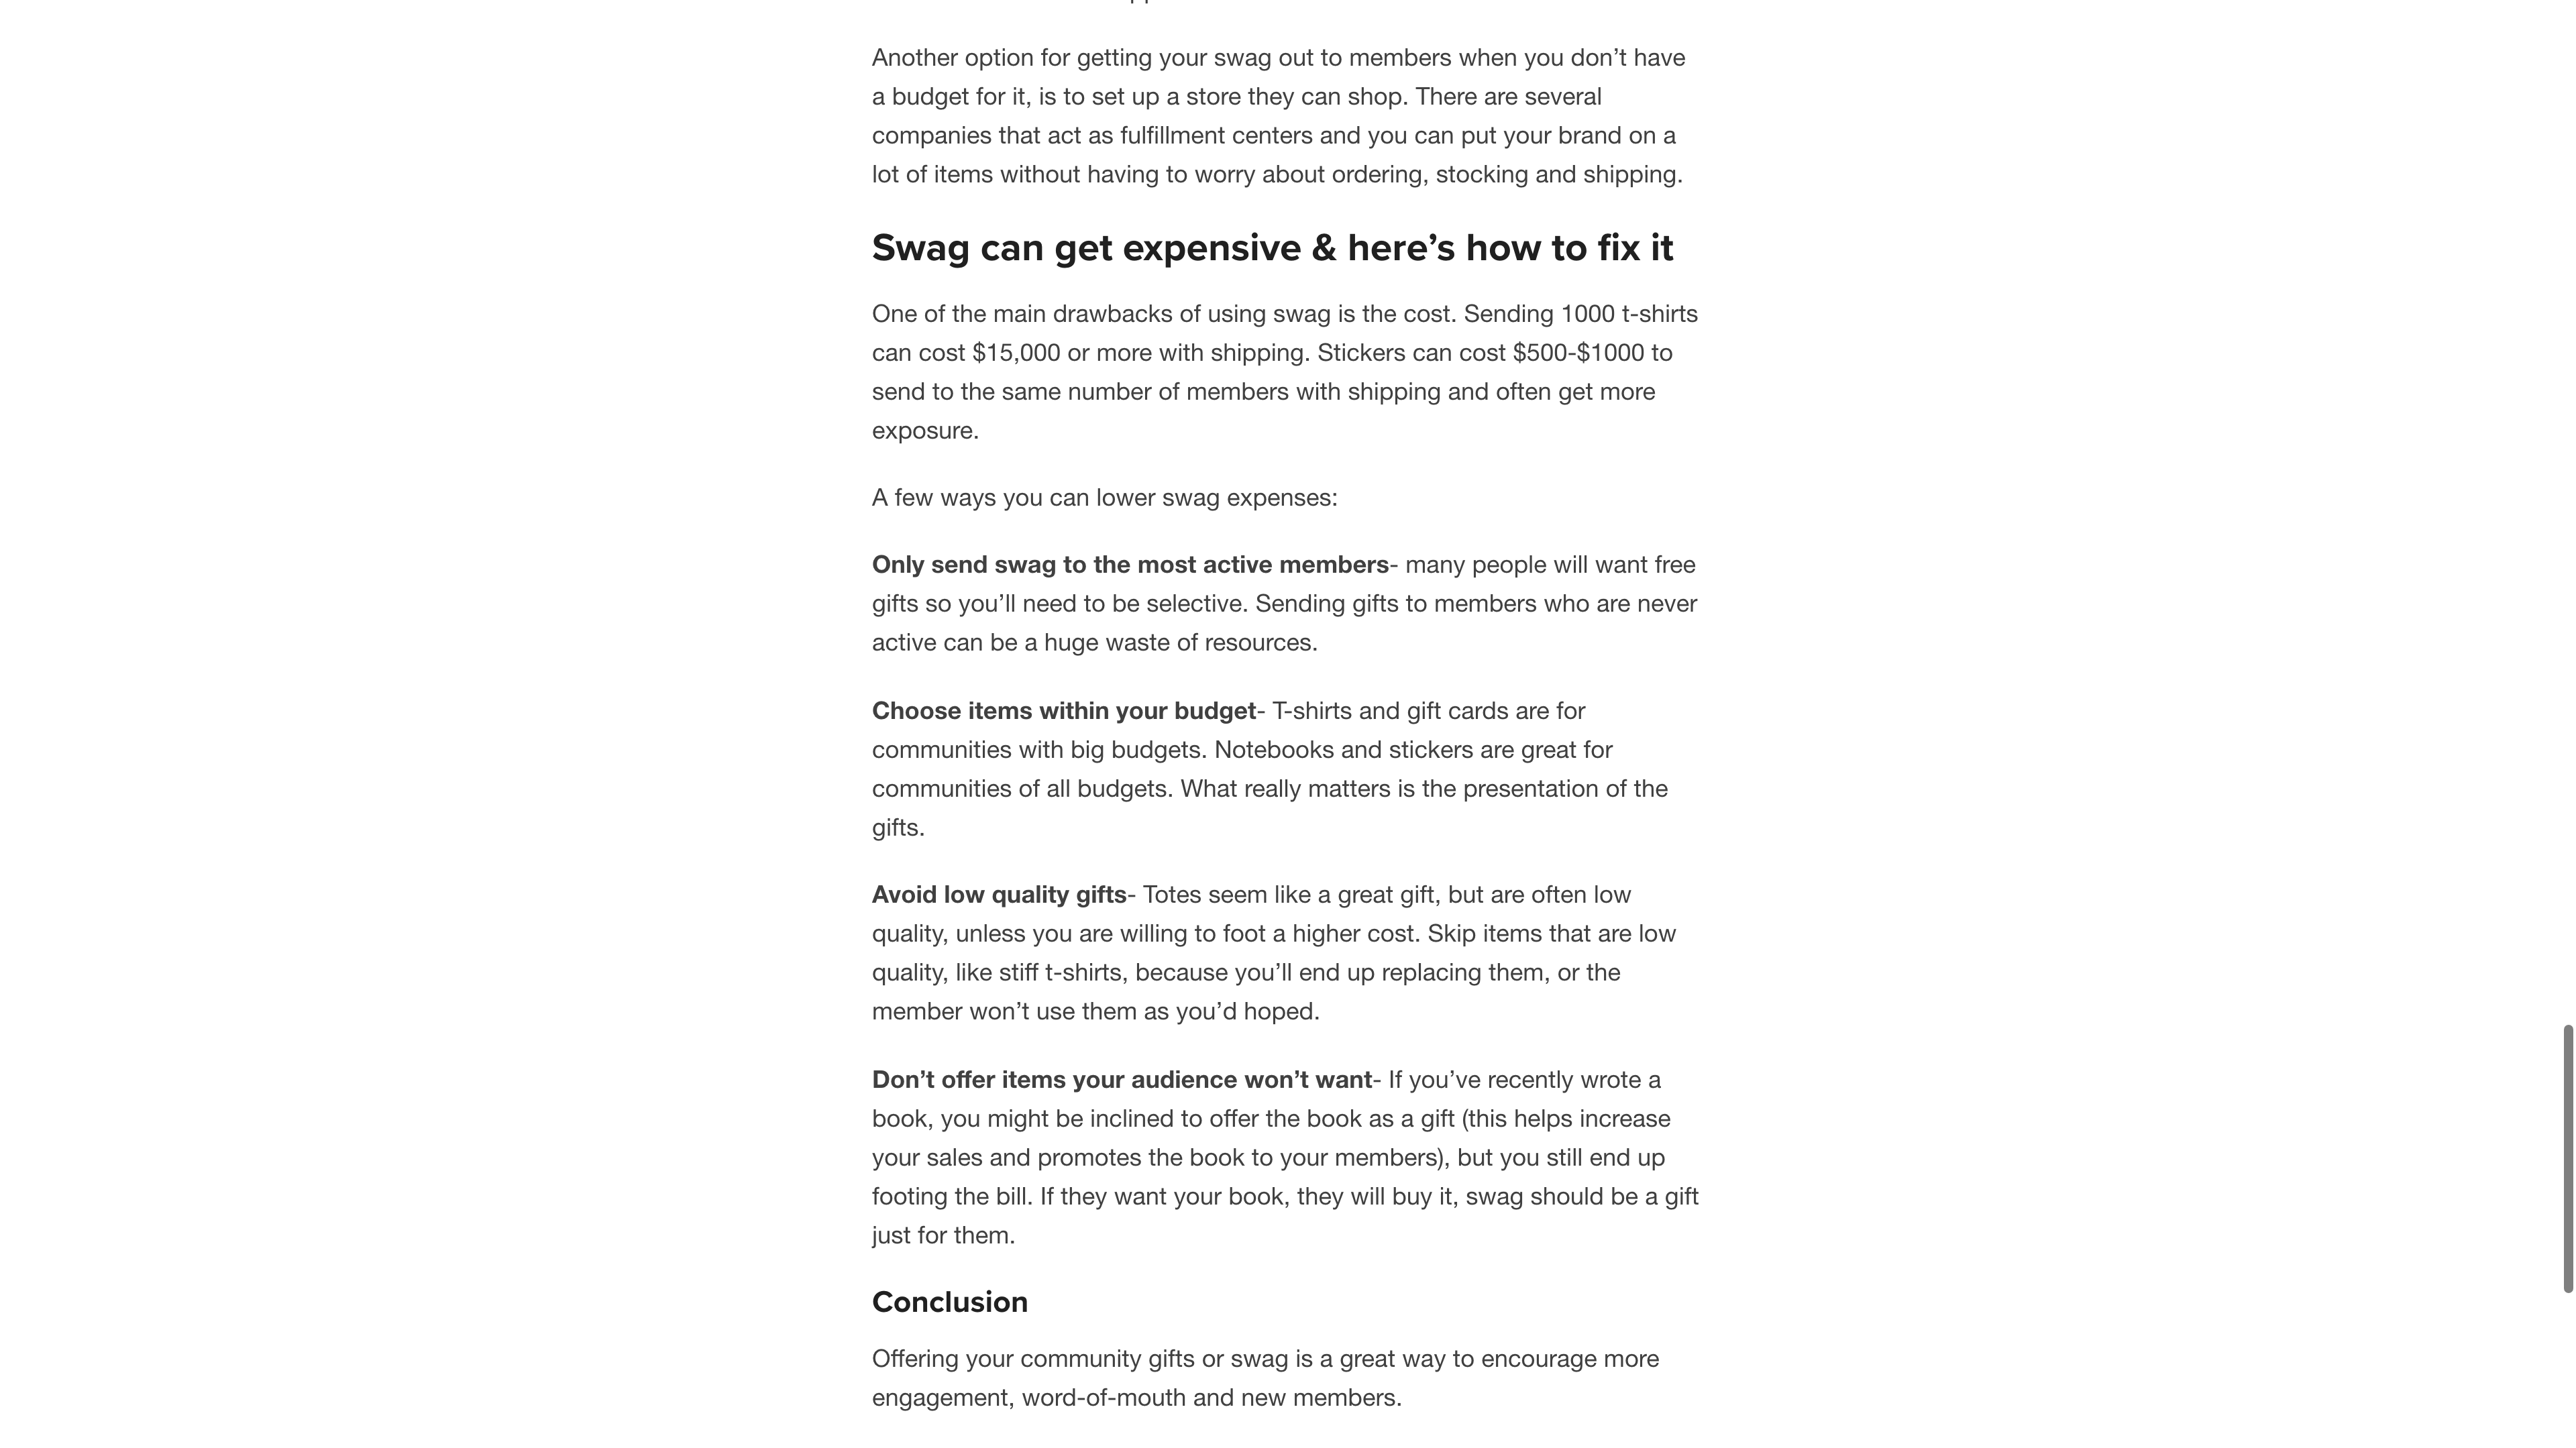 Another option for getting your swag out to members when you don’t have
a budget for it, is to set up a store they can shop. There are several
companies that act as fulfillment centers and you can put your brand on a
lot of items without having to worry about ordering, stocking and shipping.
Swag can get expensive & here’s how to fix it
One of the main drawbacks of using swag is the cost. Sending 1000 t-shirts
can cost $15,000 or more with shipping. Stickers can cost $500-$1000 to
send to the same number of members with shipping and often get more
exposure.
A few ways you can lower swag expenses:
Only send swag to the most active members- many people will want free
gifts so you’ll need to be selective. Sending gifts to members who are never
active can be a huge waste of resources.
Choose items within your budget- T-shirts and gift cards are for
communities with big budgets. Notebooks and stickers are great for
communities of all budgets. What really matters is the presentation of the
gifts.
Avoid low quality gifts- Totes seem like a great gift, but are often low
quality, unless you are willing to foot a higher cost. Skip items that are low
quality, like stiff t-shirts, because you’ll end up replacing them, or the
member won’t use them as you’d hoped.
Don’t offer items your audience won’t want- If you’ve recently wrote a
book, you might be inclined to offer the book as a gift (this helps increase
your sales and promotes the book to your members), but you still end up
footing the bill. If they want your book, they will buy it, swag should be a gift
just for them.
Conclusion
Offering your community gifts or swag is a great way to encourage more
engagement, word-of-mouth and new members.